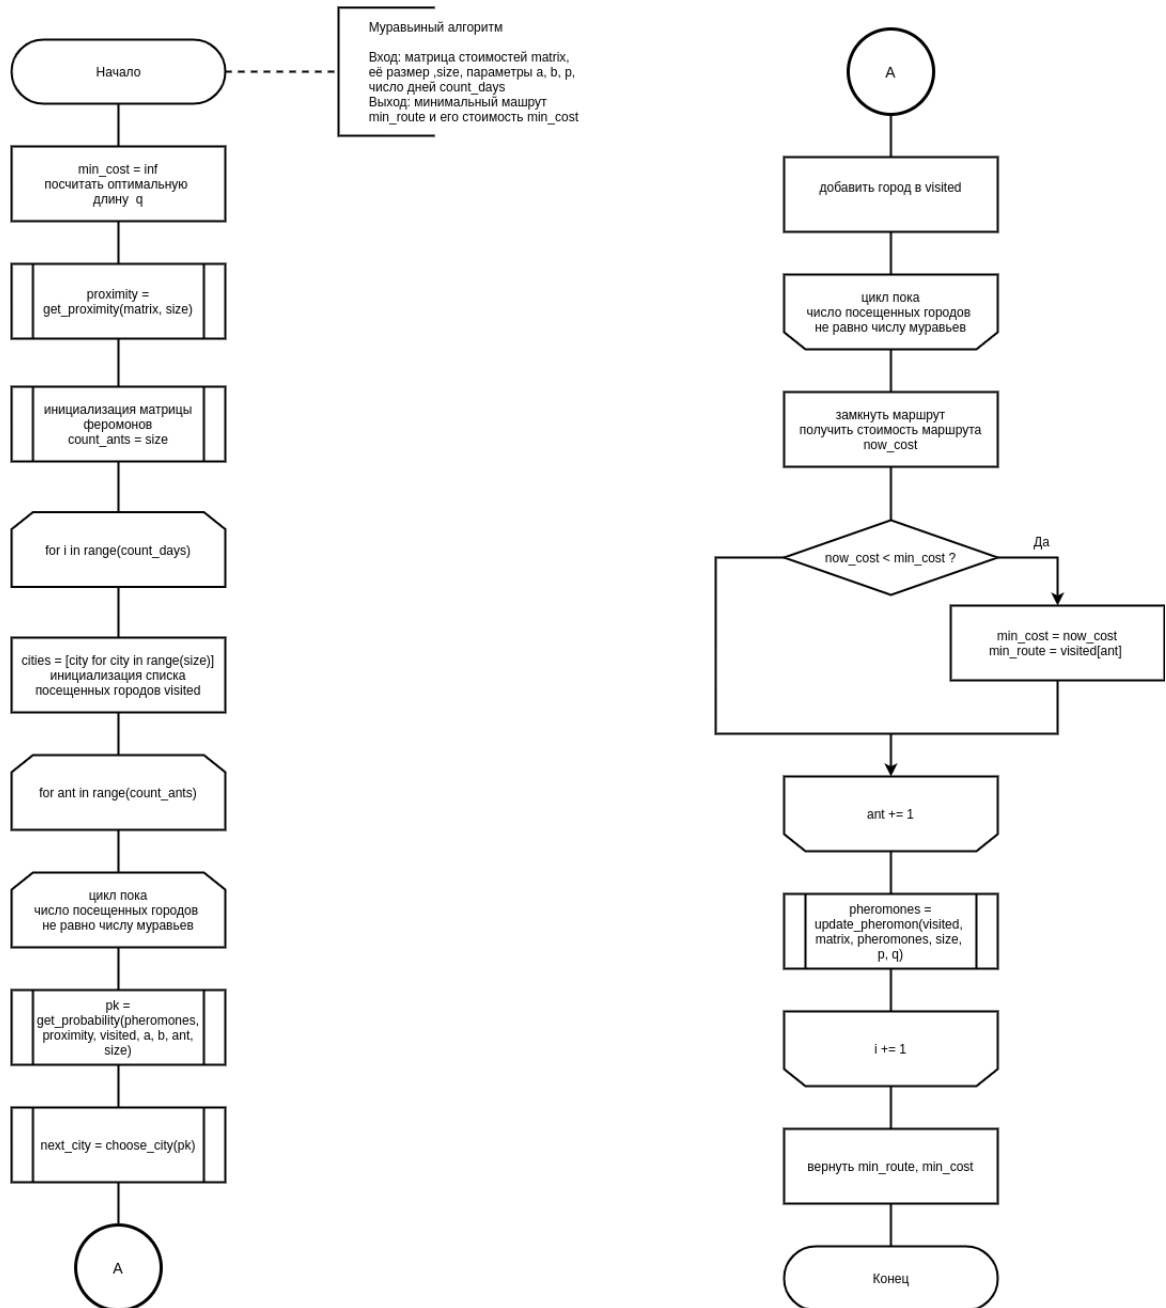 Начало
Муравьиный алгоритм
Вход: матрица стоимостей matrix,
её размер ,size, параметры a, b, p,
число дней count_days
Выход: минимальный машрут
min_route и его стоимость min_cost
min_cost = inf
посчитать оптимальную
длину q
proximity =
get_proximity(matrix, size)
инициализация матрицы
феромонов
count_ants = size
for i in range(count_days)
cities = [city for city in range(size)]
инициализация списка
посещенных городов visited
for ant in range(count_ants)
цикл пока
число посещенных городов
не равно числу муравьев
pk =
get_probability(pheromones,
proximity, visited, a, b, ant,
size)
next_city = choose_city(pk)
A
A
добавить город в visited
цикл пока
число посещенных городов
не равно числу муравьев
замкнуть маршрут
получить стоимость маршрута
now_cost
now_cost < min_cost ?
Да
min_cost = now_cost
min_route = visited[ant]
ant += 1
pheromones =
update_pheromon(visited,
matrix, pheromones, size,
p, q)
i += 1
вернуть min_route, min_cost
Конец